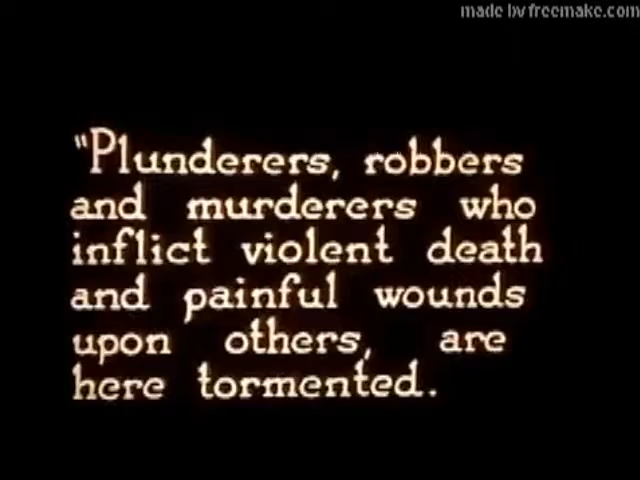 made by freemake.com
"Plunderers, robbers
and murderers who
inflict violent death
and painful wounds
upon others, are
here tormented.